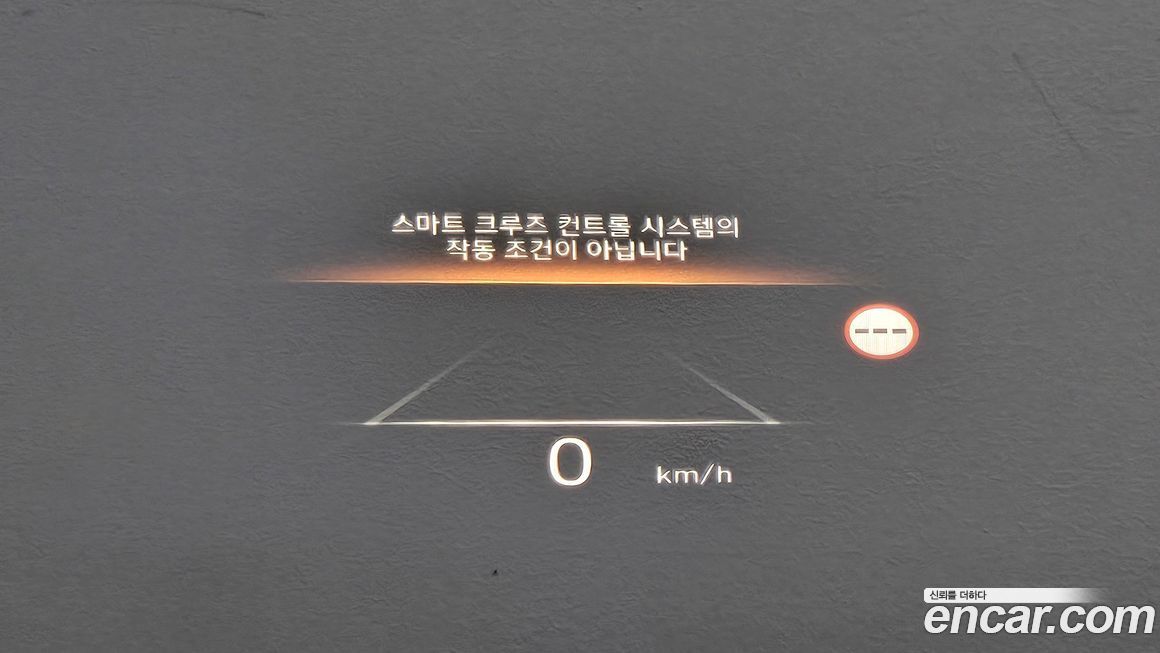 스마트 크루즈 컨트롤 시스템의
작동 조건이 아닙니다
---
0 km/h
신뢰를 더하다
encar.com